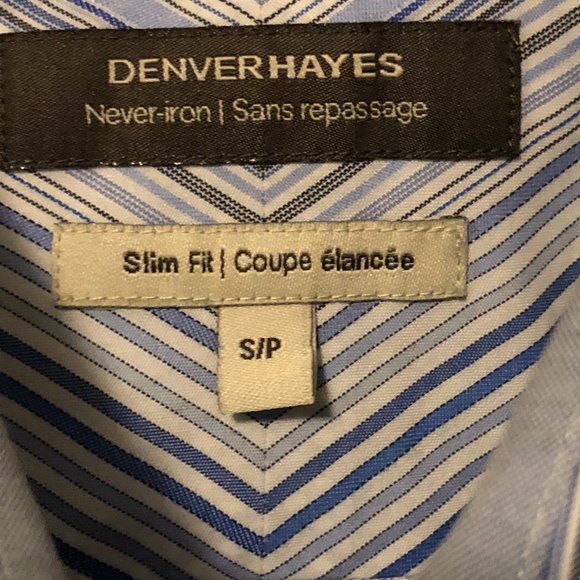 DENVERHAYES
Never-iron | Sans repassage
Slim Fit | Coupe élancée
S/P